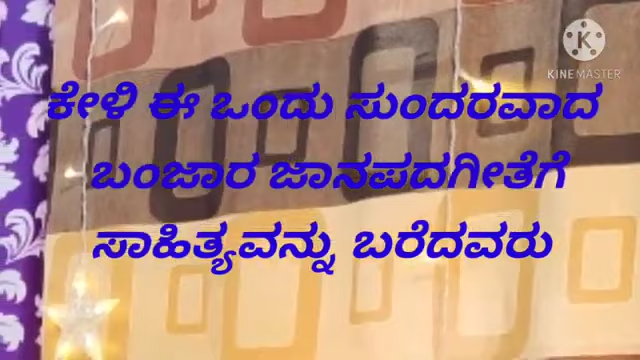 KINEMASTER
ಕೇಳಿ ಈ ಒಂದು ಸುಂದರವಾದ
ಬಂಜಾರ ಜಾನಪದಗೀತೆಗೆ
ಸಾಹಿತ್ಯವನ್ನು ಬರೆದವರು